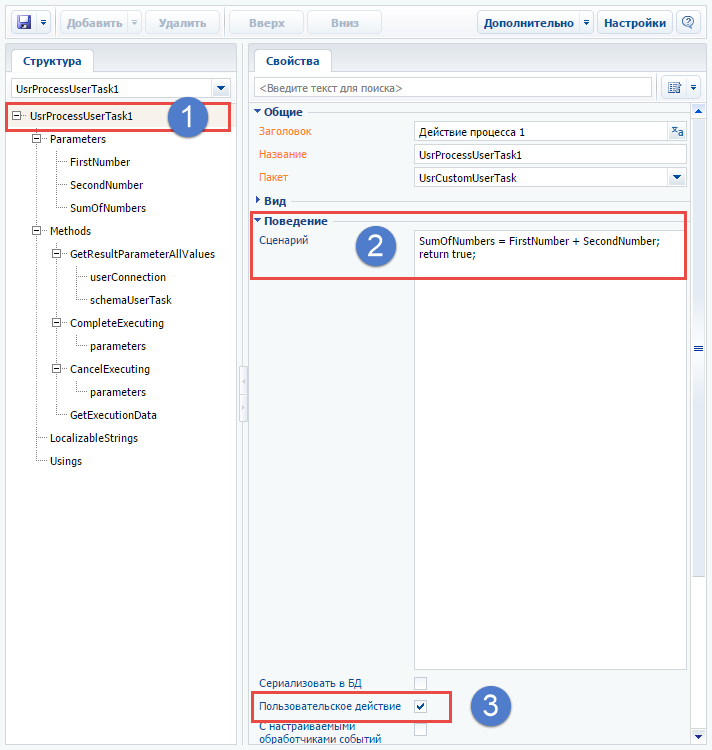 Добавить
Удалить
Вверх
Вниз
Дополнительно
Настройки
Структура
UsrProcessUserTask1
UsrProcessUserTask1
1
Parameters
FirstNumber
SecondNumber
SumOfNumbers
Methods
GetResultParameterAllValues
userConnection
schemaUserTask
CompleteExecuting
parameters
CancelExecuting
parameters
GetExecutionData
LocalizableStrings
Usings
Свойства
<Введите текст для поиска>
Общие
Заголовок
Действие процесса 1
Название
UsrProcessUserTask1
Пакет
UsrCustomUserTask
Вид
Поведение
Сценарий
2
SumOfNumbers = FirstNumber + SecondNumber;
return true;
Сериализовать в БД
Пользовательское действие
3
С настраиваемыми
обработчиками событий